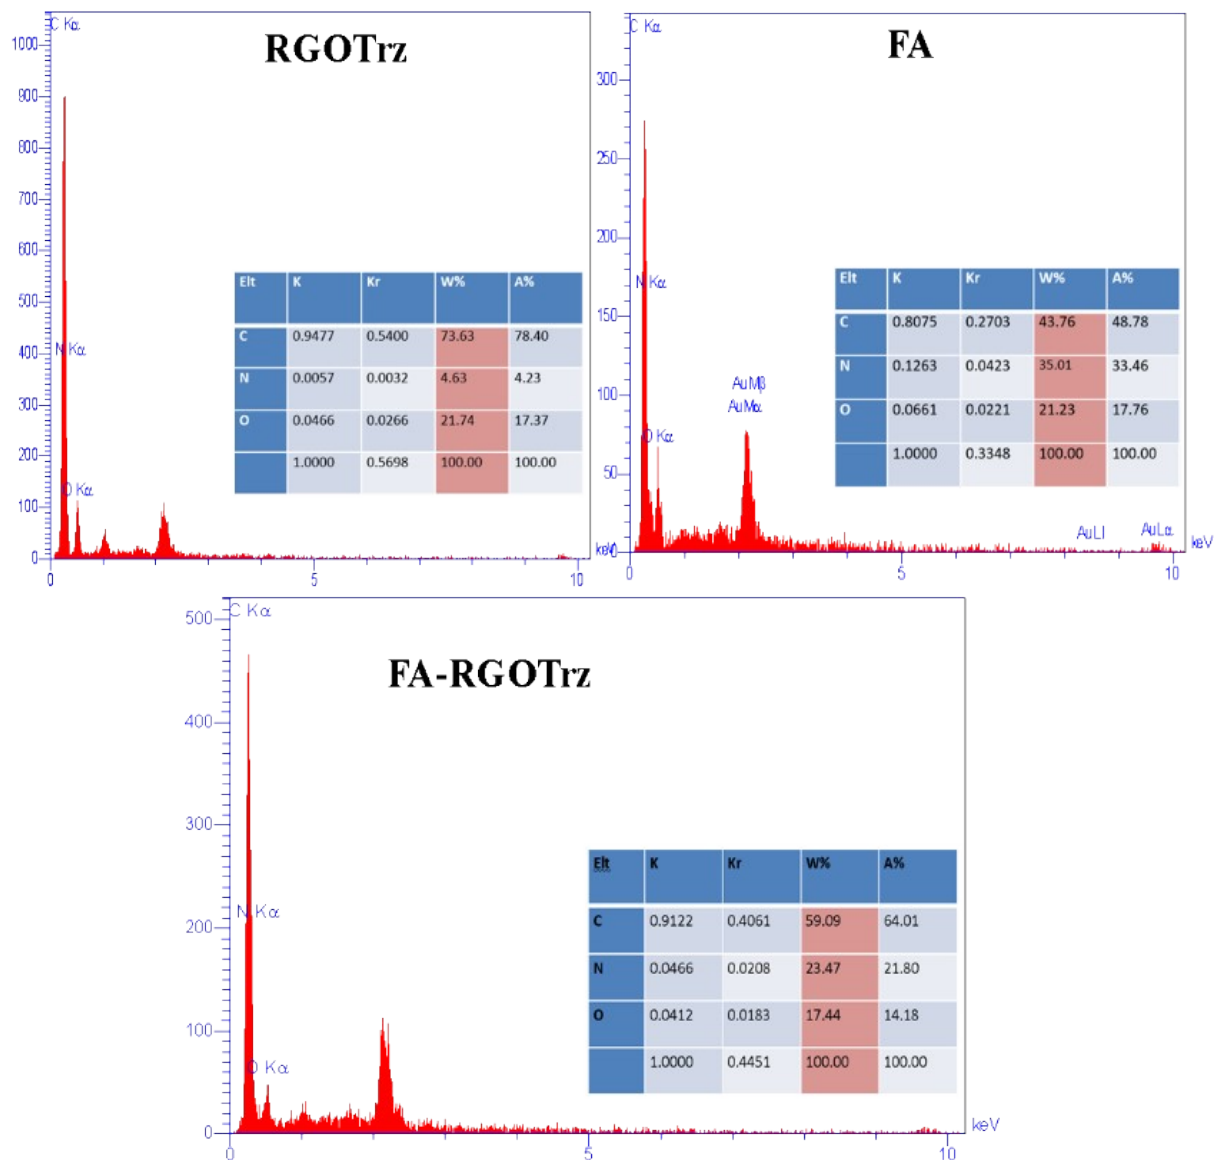 C Kα
RGOTrz
1000
900
800
700
600
500
400
300
200
100
0
N Kα
O Kα
0
5
10
keV
Elt K Kr W% A%
C 0.9477 0.5400 73.63 78.40
N 0.0057 0.0032 4.63 4.23
O 0.0466 0.0266 21.74 17.37
1.0000 0.5698 100.00 100.00
C Kα
FA
300
250
200
150
100
50
0
N Kα
O Kα
AuMβ
AuMα
AuLl
AuLα
0
5
10
keV
Elt K Kr W% A%
C 0.8075 0.2703 43.76 48.78
N 0.1263 0.0423 35.01 33.46
O 0.0661 0.0221 21.23 17.76
1.0000 0.3348 100.00 100.00
C Kα
FA-RGOTrz
500
400
300
200
100
0
N Kα
O Kα
0
5
10
keV
Elt K Kr W% A%
C 0.9122 0.4061 59.09 64.01
N 0.0466 0.0208 23.47 21.80
O 0.0412 0.0183 17.44 14.18
1.0000 0.4451 100.00 100.00